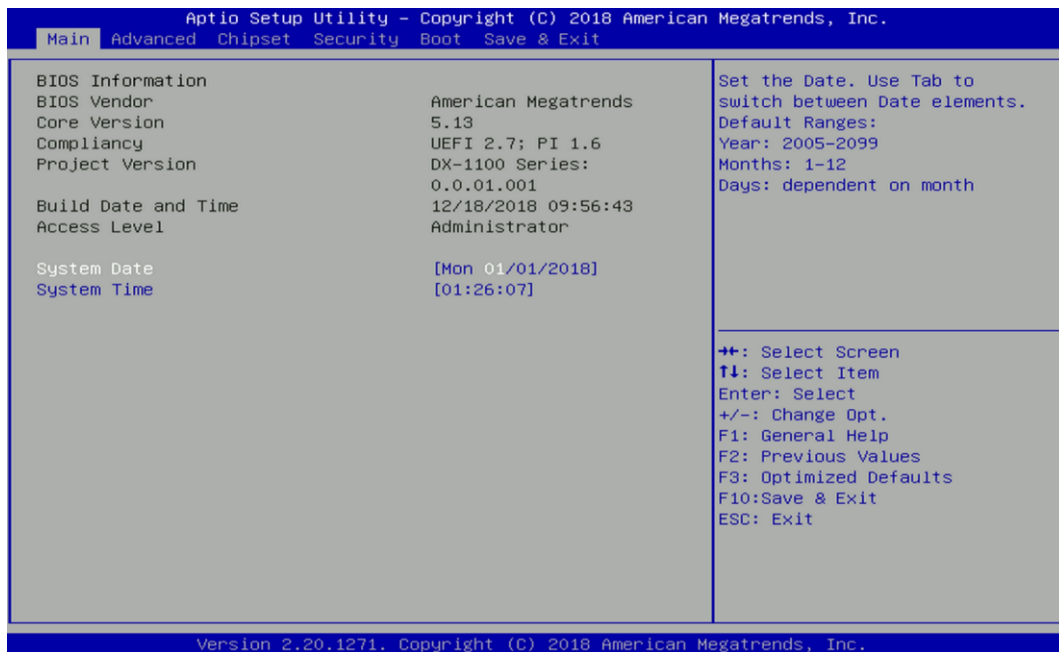 Aptio Setup Utility – Copyright (C) 2018 American Megatrends, Inc.
Main Advanced Chipset Security Boot Save & Exit
BIOS Information
BIOS Vendor American Megatrends
Core Version 5.13
Compliancy UEFI 2.7; PI 1.6
Project Version DX-1100 Series:
0.0.01.001
Build Date and Time 12/18/2018 09:56:43
Access Level Administrator
System Date [Mon 01/01/2018]
System Time [01:26:07]
Set the Date. Use Tab to
switch between Date elements.
Default Ranges:
Year: 2005-2099
Months: 1-12
Days: dependent on month
→←: Select Screen
↑↓: Select Item
Enter: Select
+/-: Change Opt.
F1: General Help
F2: Previous Values
F3: Optimized Defaults
F10:Save & Exit
ESC: Exit
Version 2.20.1271. Copyright (C) 2018 American Megatrends, Inc.